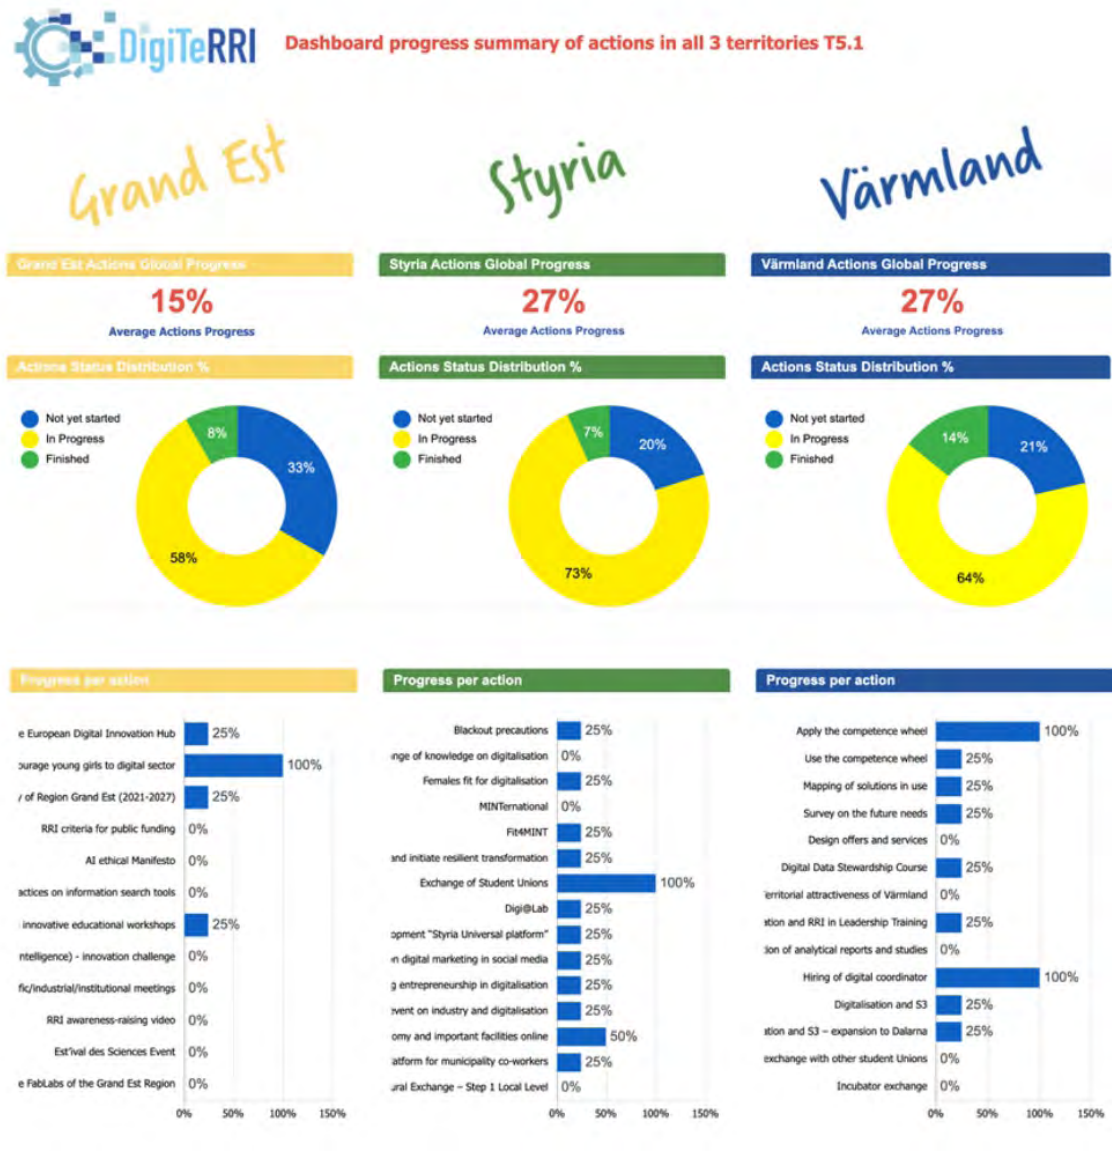 DigiTeRRI
Dashboard progress summary of actions in all 3 territories T5.1
Grand Est
Styria
Värmland
Grand Est Actions Global Progress
Styria Actions Global Progress
Värmland Actions Global Progress
15%
27%
27%
Average Actions Progress
Average Actions Progress
Average Actions Progress
Actions Status Distribution %
Actions Status Distribution %
Actions Status Distribution %
Not yet started
In Progress
Finished
8%
33%
58%
Not yet started
In Progress
Finished
7%
20%
73%
Not yet started
In Progress
Finished
14%
21%
64%
Progress per action
e European Digital Innovation Hub 25%
ourage young girls to digital sector 100%
y of Region Grand Est (2021-2027) 25%
RRI criteria for public funding 0%
AI ethical Manifesto 0%
actices on information search tools 0%
innovative educational workshops 25%
ntelligence) - innovation challenge 0%
fic/industrial/institutional meetings 0%
RRI awareness-raising video 0%
Est'ival des Sciences Event 0%
e FabLabs of the Grand Est Region 0%
0% 50% 100% 150%
Progress per action
Blackout precautions 25%
nge of knowledge on digitalisation 0%
Females fit for digitalisation 25%
MINTernational 0%
Fit4MINT 25%
and initiate resilient transformation 25%
Exchange of Student Unions 100%
Digi@Lab 25%
opment "Styria Universal platform" 25%
n digital marketing in social media 25%
g entrepreneurship in digitalisation 25%
event on industry and digitalisation 25%
omy and important facilities online 50%
atform for municipality co-workers 25%
ural Exchange – Step 1 Local Level 0%
0% 50% 100% 150%
Progress per action
Apply the competence wheel 100%
Use the competence wheel 25%
Mapping of solutions in use 25%
Survey on the future needs 25%
Design offers and services 0%
Digital Data Stewardship Course 25%
erritorial attractiveness of Värmland 0%
ation and RRI in Leadership Training 25%
ion of analytical reports and studies 0%
Hiring of digital coordinator 100%
Digitalisation and S3 25%
ation and S3 – expansion to Dalarna 25%
exchange with other student Unions 0%
Incubator exchange 0%
0% 50% 100% 150%